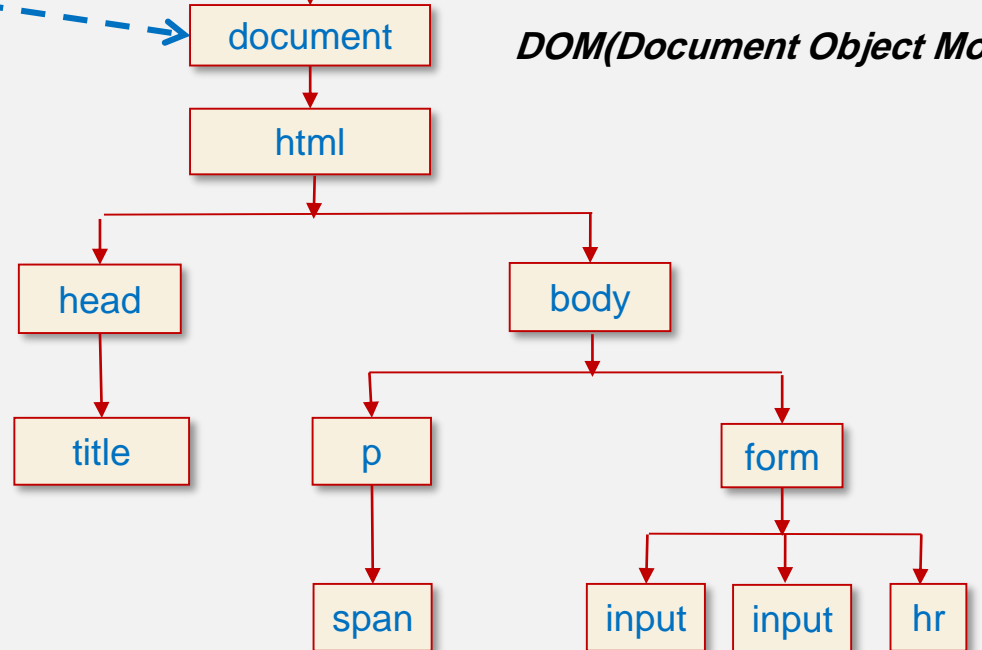 document
DOM(Document Object Mo
html
head
body
title
p
form
span
input
input
hr